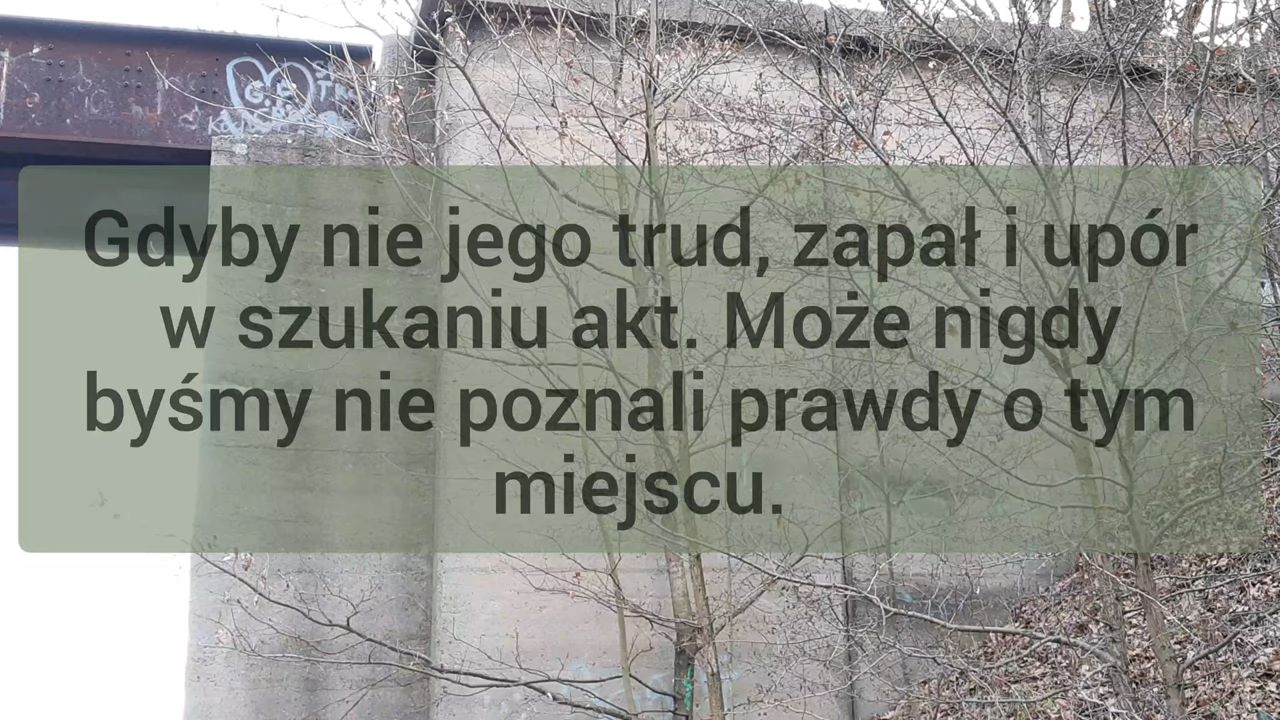 Gdyby nie jego trud, zapał i upór
w szukaniu akt. Może nigdy
byśmy nie poznali prawdy o tym
miejscu.